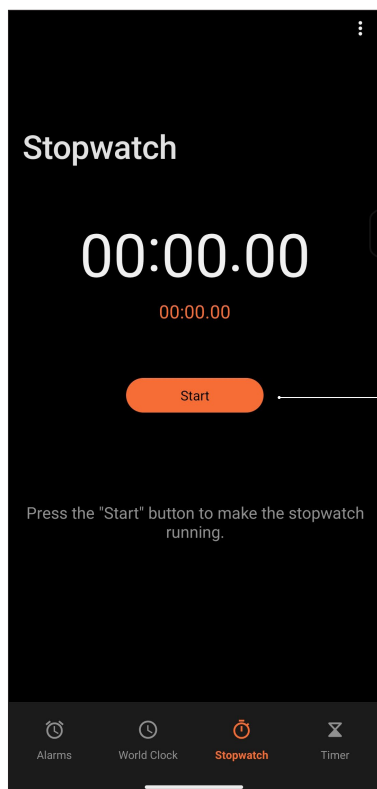 Stopwatch
00:00.00
00:00.00
Start
Press the "Start" button to make the stopwatch
running.
Alarms
World Clock
Stopwatch
Timer